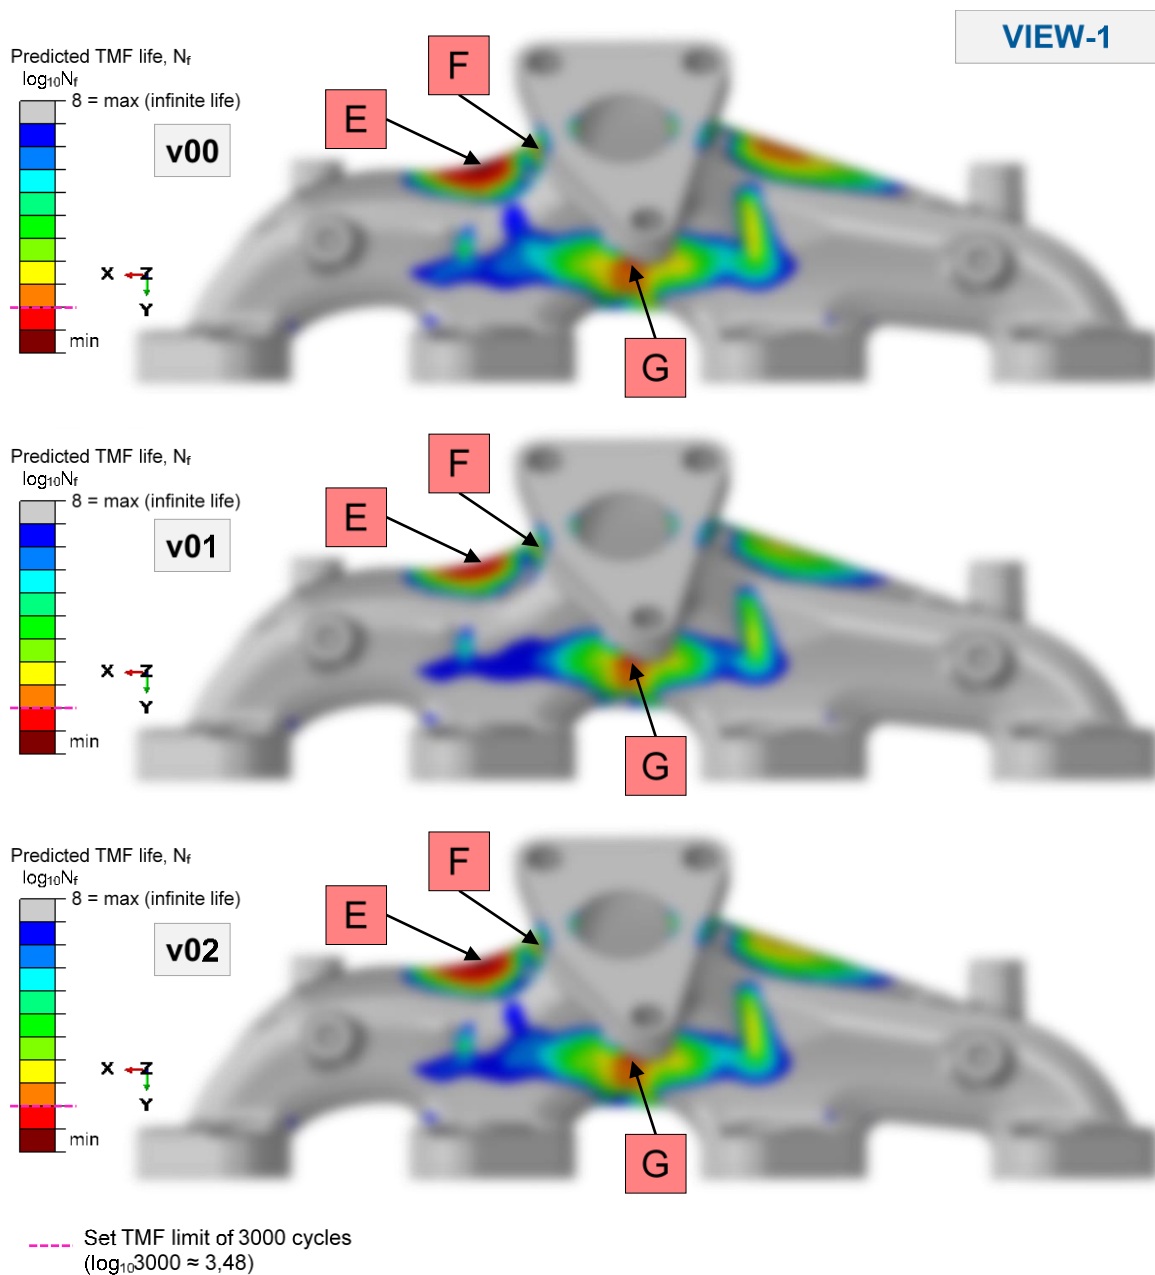 VIEW-1
Predicted TMF life, Nf
log₁₀Nf
8 = max (infinite life)
v00
E
F
X
Z
Y
min
G
Predicted TMF life, Nf
log₁₀Nf
8 = max (infinite life)
v01
E
F
X
Z
Y
min
G
Predicted TMF life, Nf
log₁₀Nf
8 = max (infinite life)
v02
E
F
X
Z
Y
min
G
Set TMF limit of 3000 cycles
(log₁₀3000 ≈ 3,48)